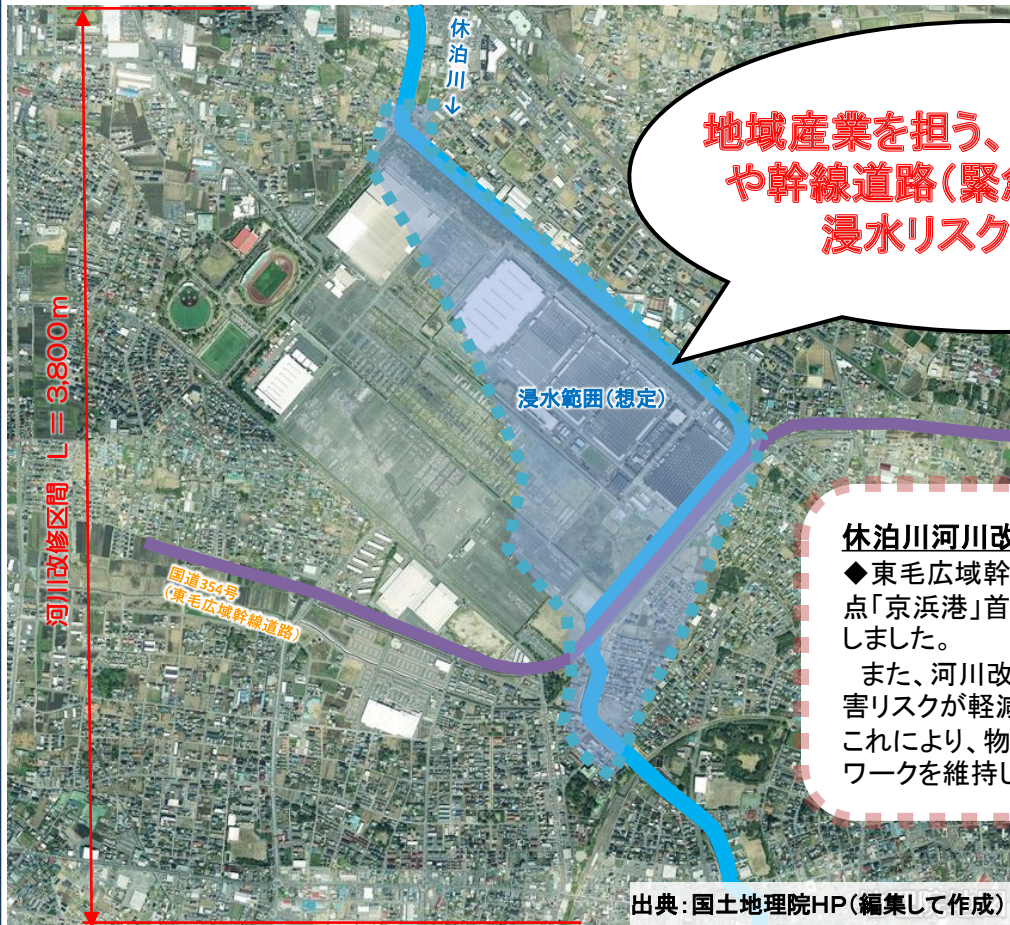 休泊川↓
地域産業を担う、
や幹線道路（緊急
浸水リスク
河川改修区間　L＝3,800m
浸水範囲（想定）
国道354号
（東毛広域幹線道路）
休泊川河川改
◆東毛広域幹
点「京浜港」首
しました。
また、河川改
害リスクが軽減
これにより、物
ワークを維持し
出典：国土地理院HP（編集して作成）